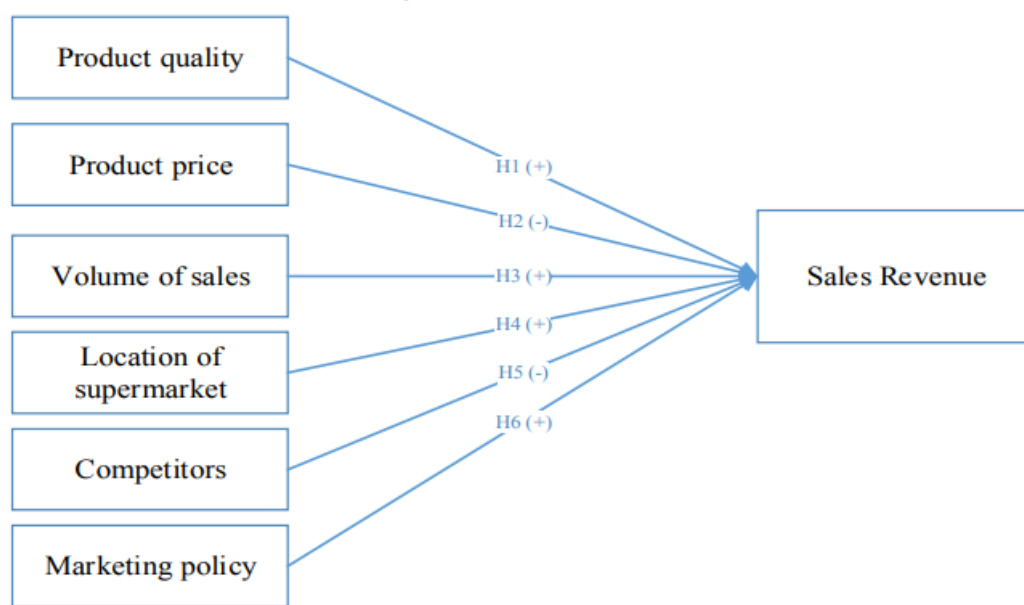 Product quality
Product price
Volume of sales
Location of
supermarket
Competitors
Marketing policy
H1 (+)
H2 (-)
H3 (+)
H4 (+)
H5 (-)
H6 (+)
Sales Revenue